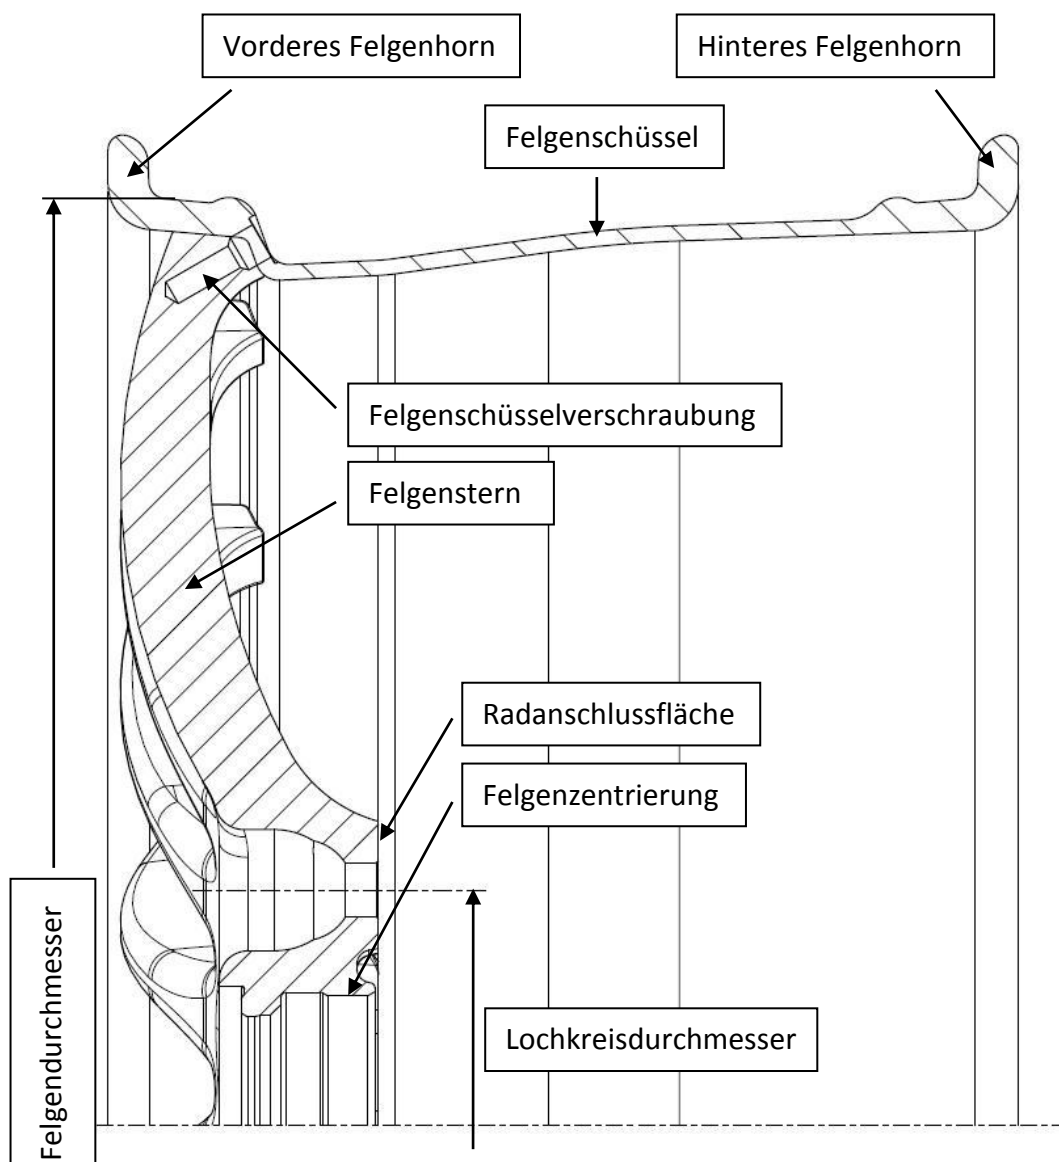 Vorderes Felgenhorn
Hinteres Felgenhorn
Felgenschüssel
Felgenschüsselverschraubung
Felgenstern
Radanschlussfläche
Felgenzentrierung
Felgendurchmesser
Lochkreisdurchmesser